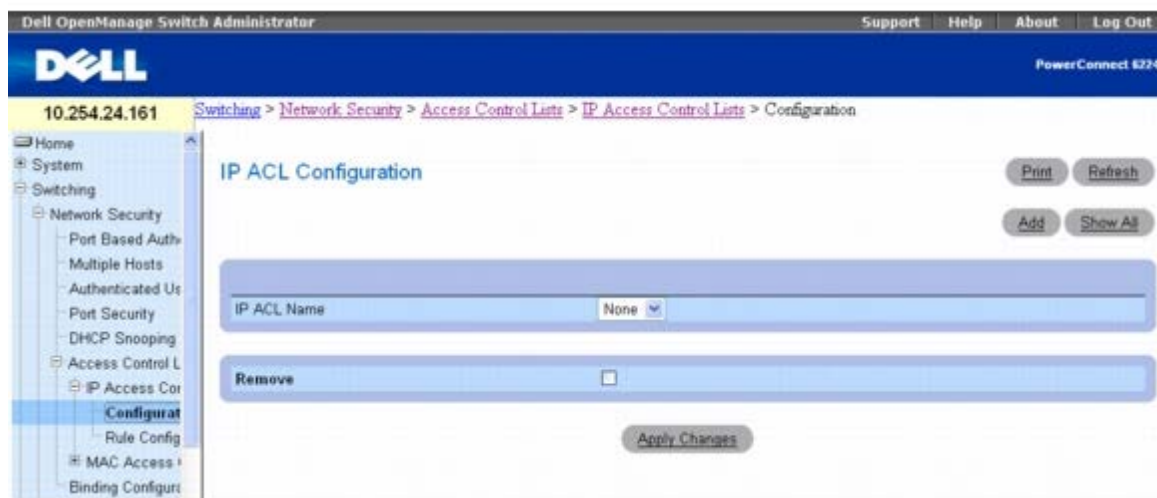 Dell OpenManage Switch Administrator Support Help About Log Out
DELL
PowerConnect 6224
10.254.24.161
Switching > Network Security > Access Control Lists > IP Access Control Lists > Configuration
Home
System
Switching
Network Security
Port Based Auth
Multiple Hosts
Authenticated Us
Port Security
DHCP Snooping
Access Control L
IP Access Cor
Configurat
Rule Config
MAC Access
Binding Configura
IP ACL Configuration
Print Refresh
Add Show All
IP ACL Name None
Remove
Apply Changes